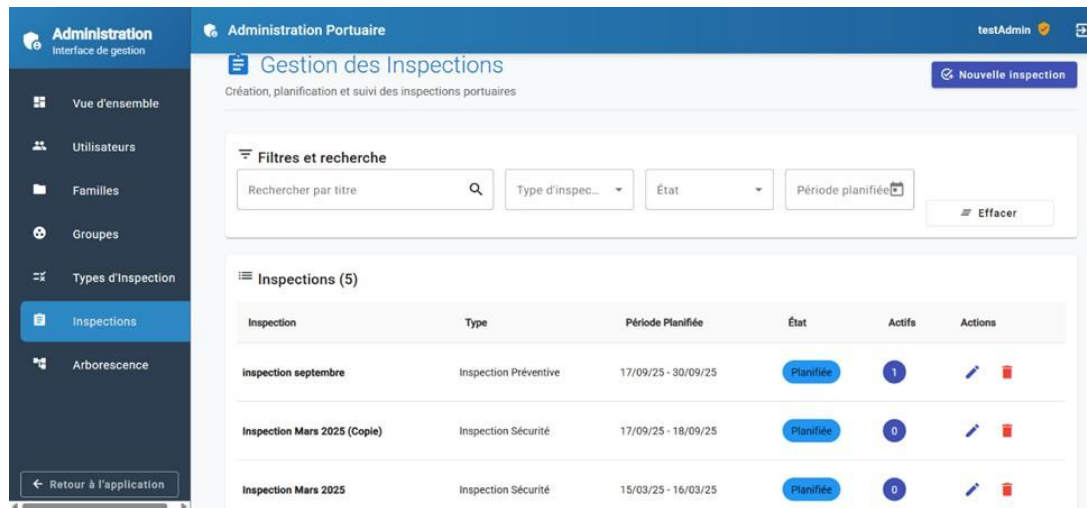 Administration
Interface de gestion
Administration Portuaire
testAdmin
Gestion des Inspections
Création, planification et suivi des inspections portuaires
Nouvelle inspection
Vue d'ensemble
Utilisateurs
Familles
Groupes
Types d'Inspection
Inspections
Arborescence
Retour à l'application
Filtres et recherche
Rechercher par titre
Type d'inspec...
État
Période planifiée
Effacer
Inspections (5)
Inspection Type Période Planifiée État Actifs Actions
inspection septembre Inspection Préventive 17/09/25 - 30/09/25 Planifiée 1
Inspection Mars 2025 (Copie) Inspection Sécurité 17/09/25 - 18/09/25 Planifiée 0
Inspection Mars 2025 Inspection Sécurité 15/03/25 - 16/03/25 Planifiée 0